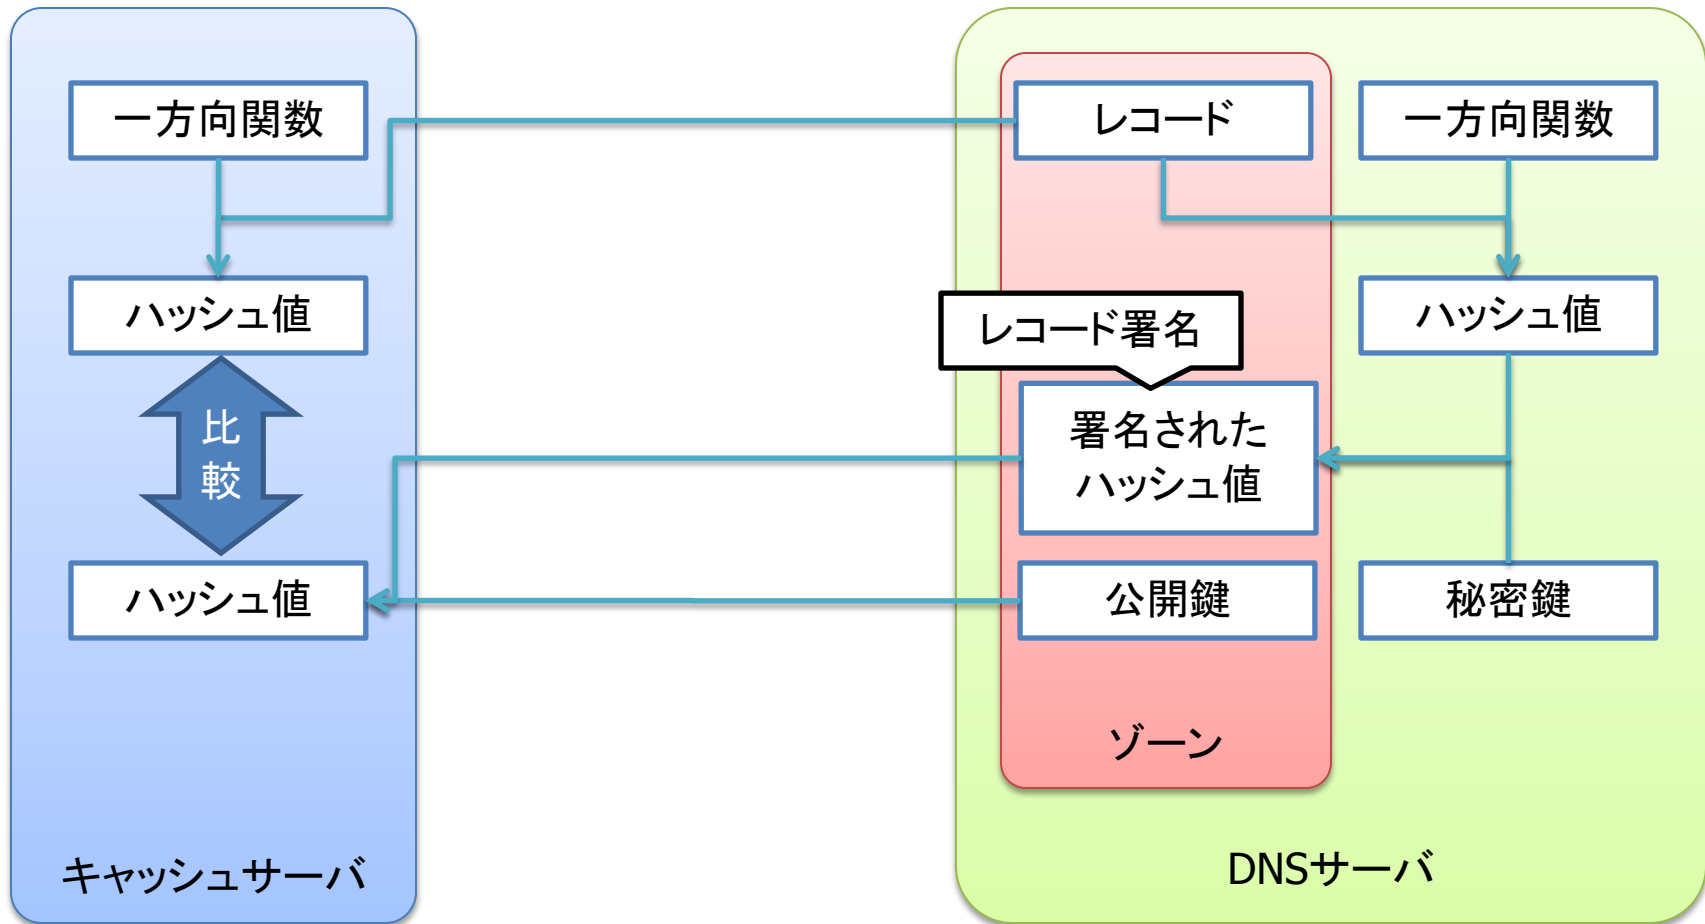 一方向関数
レコード
一方向関数
ハッシュ値
レコード署名
ハッシュ値
比
較
署名された
ハッシュ値
ハッシュ値
公開鍵
秘密鍵
ゾーン
キャッシュサーバ
DNSサーバ